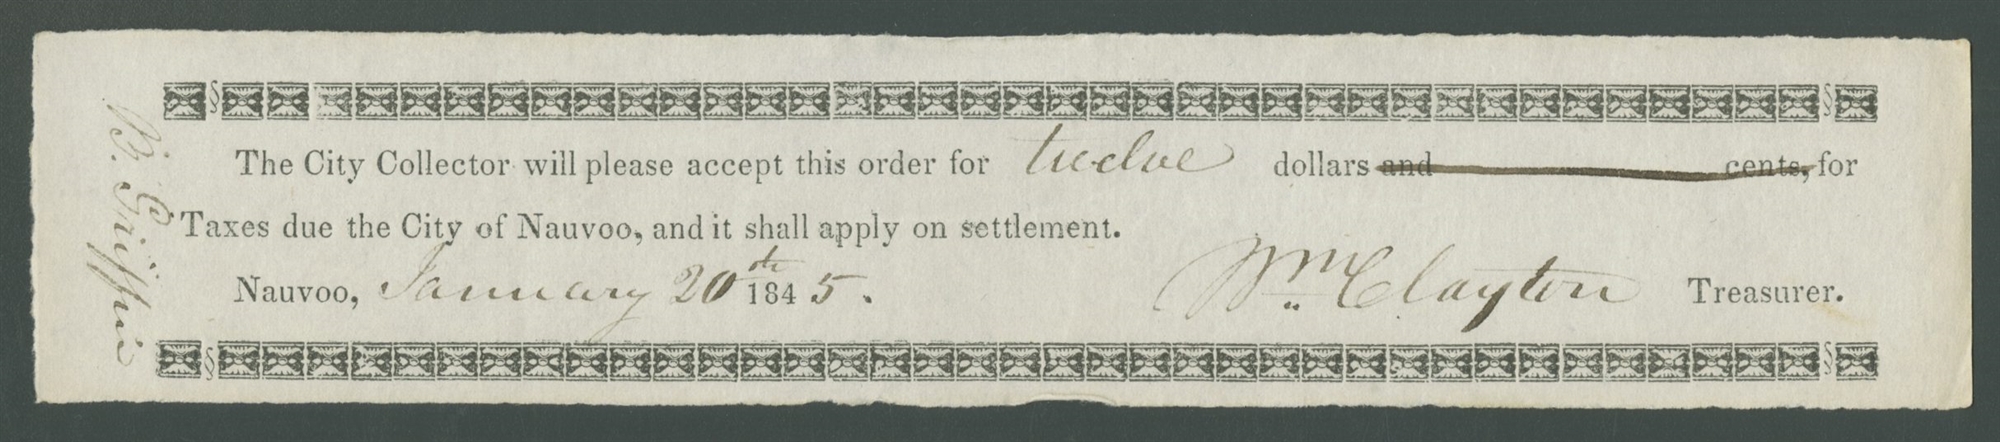 The City Collector will please accept this order for twelve dollars and cents, for
Taxes due the City of Nauvoo, and it shall apply on settlement.
Nauvoo, January 20th 1845. Wm Clayton Treasurer.
B. Griffin